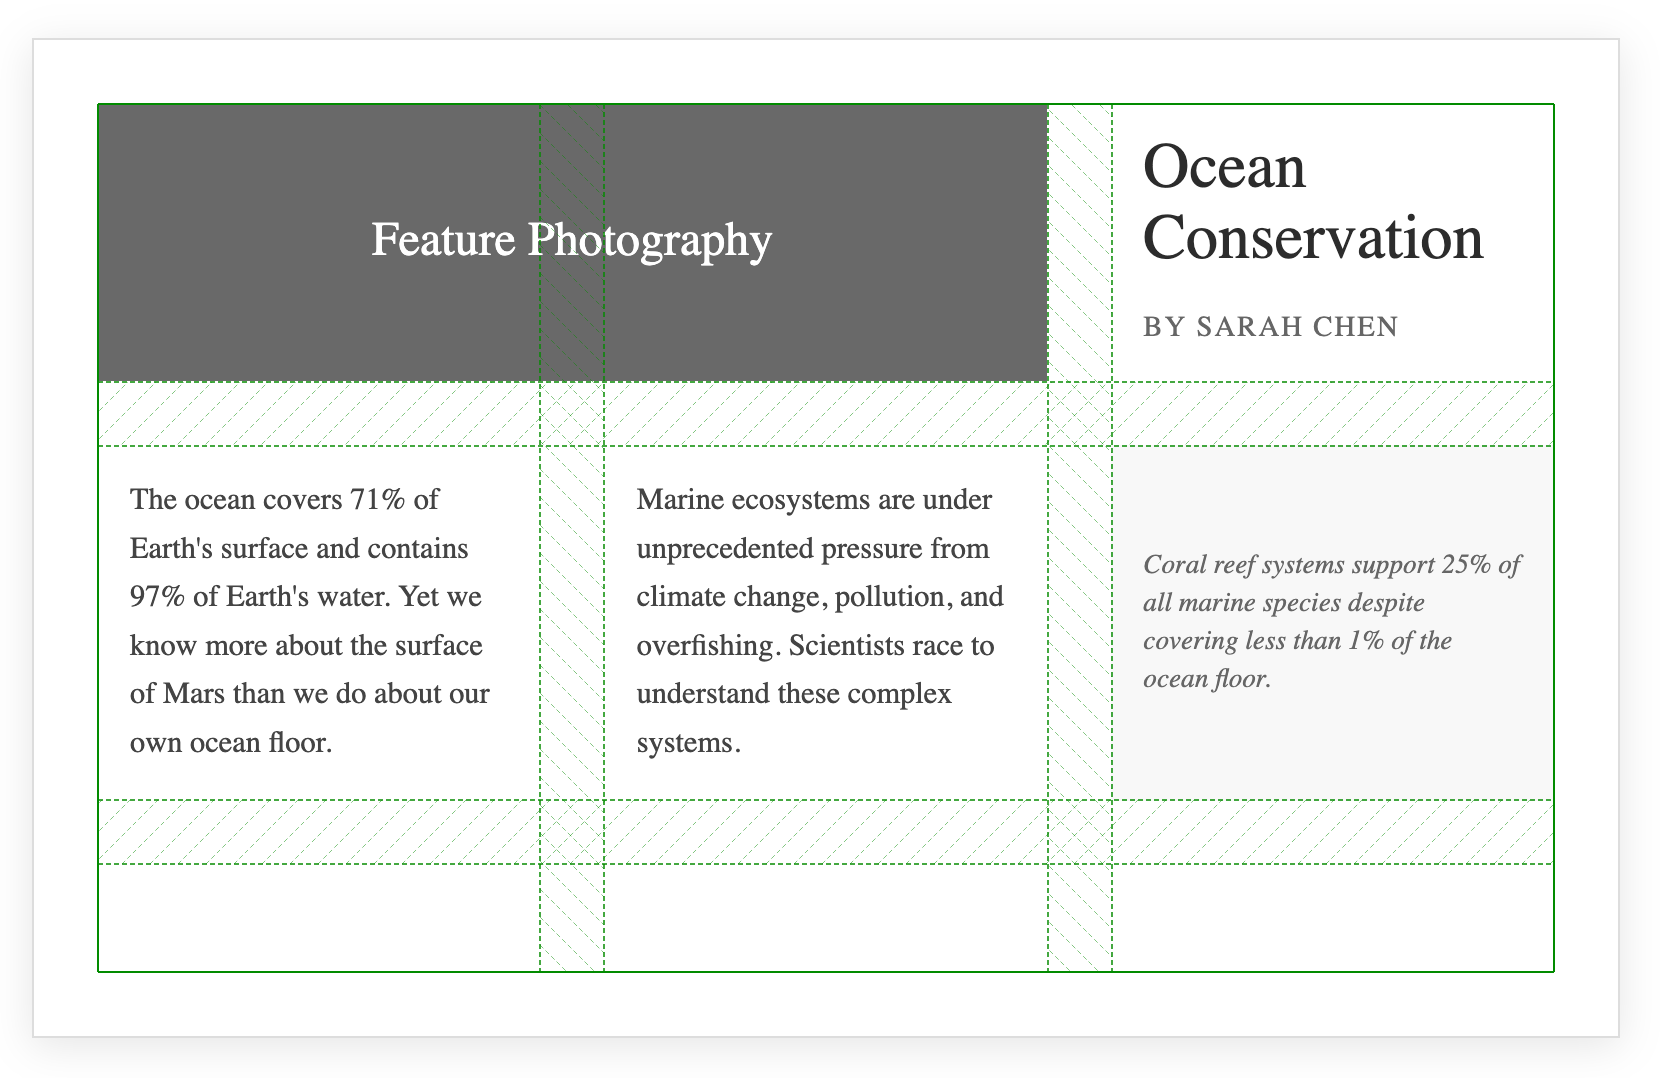 Feature Photography
Ocean
Conservation
BY SARAH CHEN
The ocean covers 71% of
Earth's surface and contains
97% of Earth's water. Yet we
know more about the surface
of Mars than we do about our
own ocean floor.
Marine ecosystems are under
unprecedented pressure from
climate change, pollution, and
overfishing. Scientists race to
understand these complex
systems.
Coral reef systems support 25% of
all marine species despite
covering less than 1% of the
ocean floor.